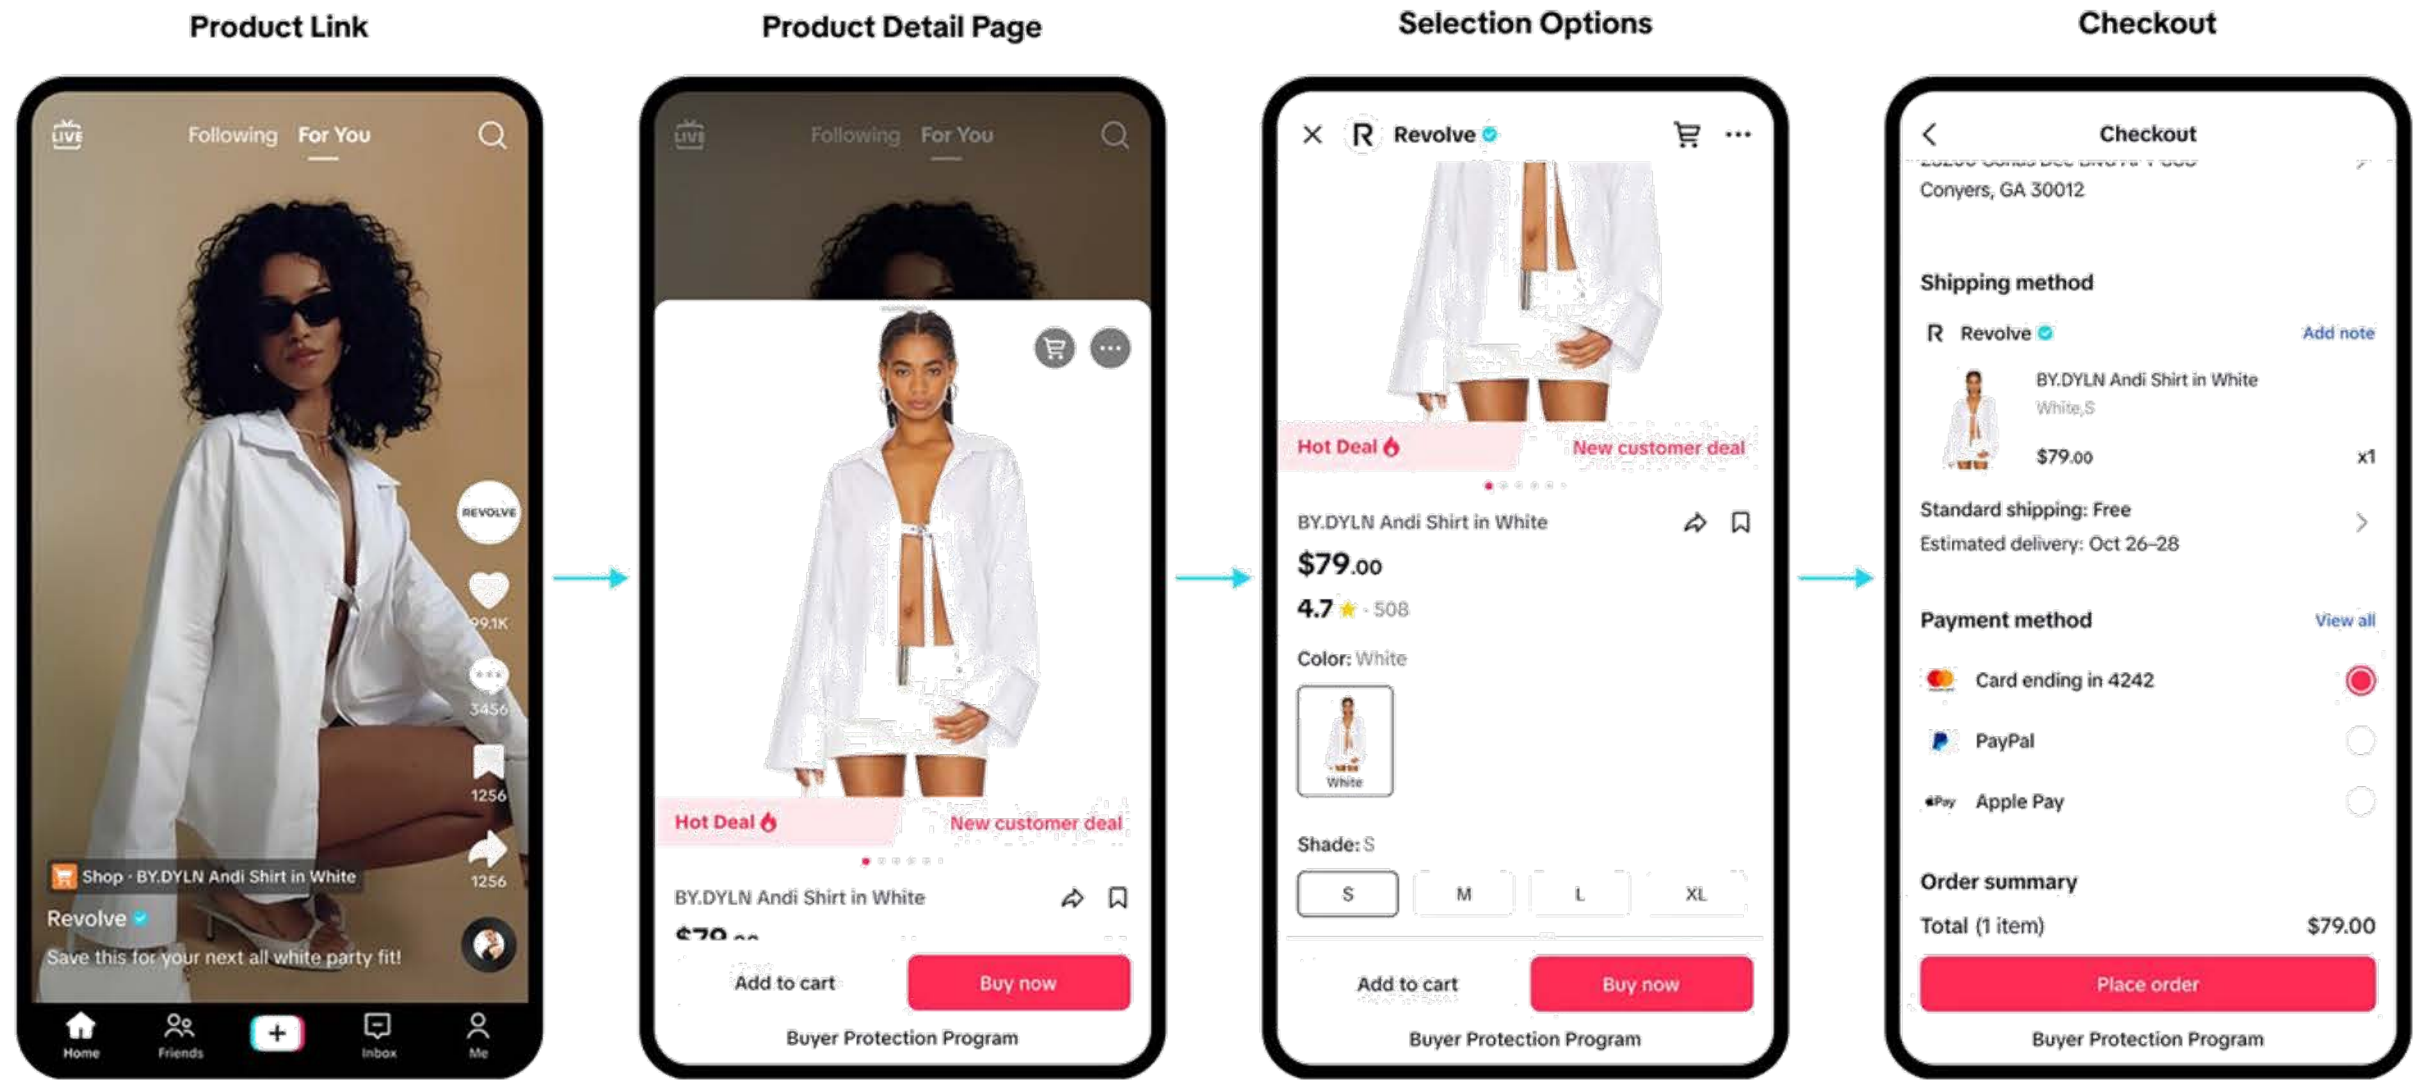 Product Link
LIVE
Following For You
REVOLVE
99.1K
3456
1256
1256
Shop · BY.DYLN Andi Shirt in White
Revolve
Save this for your next all white party fit!
Home Friends Inbox Me
Product Detail Page
LIVE
Following For You
Hot Deal New customer deal
BY.DYLN Andi Shirt in White
$79.00
Add to cart Buy now
Buyer Protection Program
Selection Options
R Revolve
Hot Deal New customer deal
BY.DYLN Andi Shirt in White
$79.00
4.7 · 508
Color: White
White
Shade: S
S M L XL
Add to cart Buy now
Buyer Protection Program
Checkout
Checkout
Conyers, GA 30012
Shipping method
R Revolve Add note
BY.DYLN Andi Shirt in White
White,S
$79.00 x1
Standard shipping: Free
Estimated delivery: Oct 26–28
Payment method View all
Card ending in 4242
PayPal
Pay Apple Pay
Order summary
Total (1 item) $79.00
Place order
Buyer Protection Program